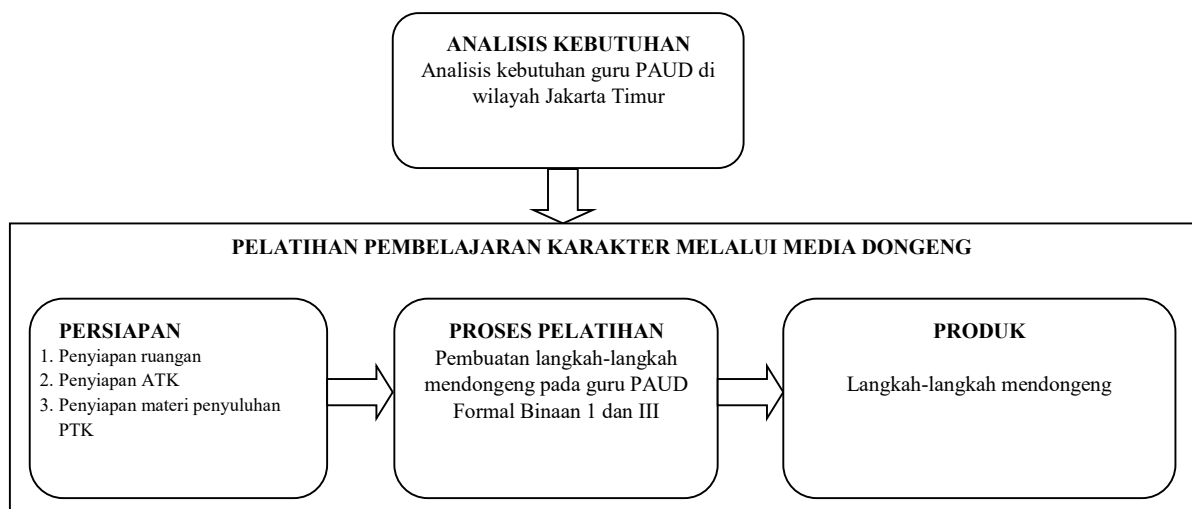 ANALISIS KEBUTUHAN
Analisis kebutuhan guru PAUD di
wilayah Jakarta Timur
PELATIHAN PEMBELAJARAN KARAKTER MELALUI MEDIA DONGENG
PERSIAPAN
1. Penyiapan ruangan
2. Penyiapan ATK
3. Penyiapan materi penyuluhan
PTK
PROSES PELATIHAN
Pembuatan langkah-langkah
mendongeng pada guru PAUD
Formal Binaan 1 dan III
PRODUK
Langkah-langkah mendongeng